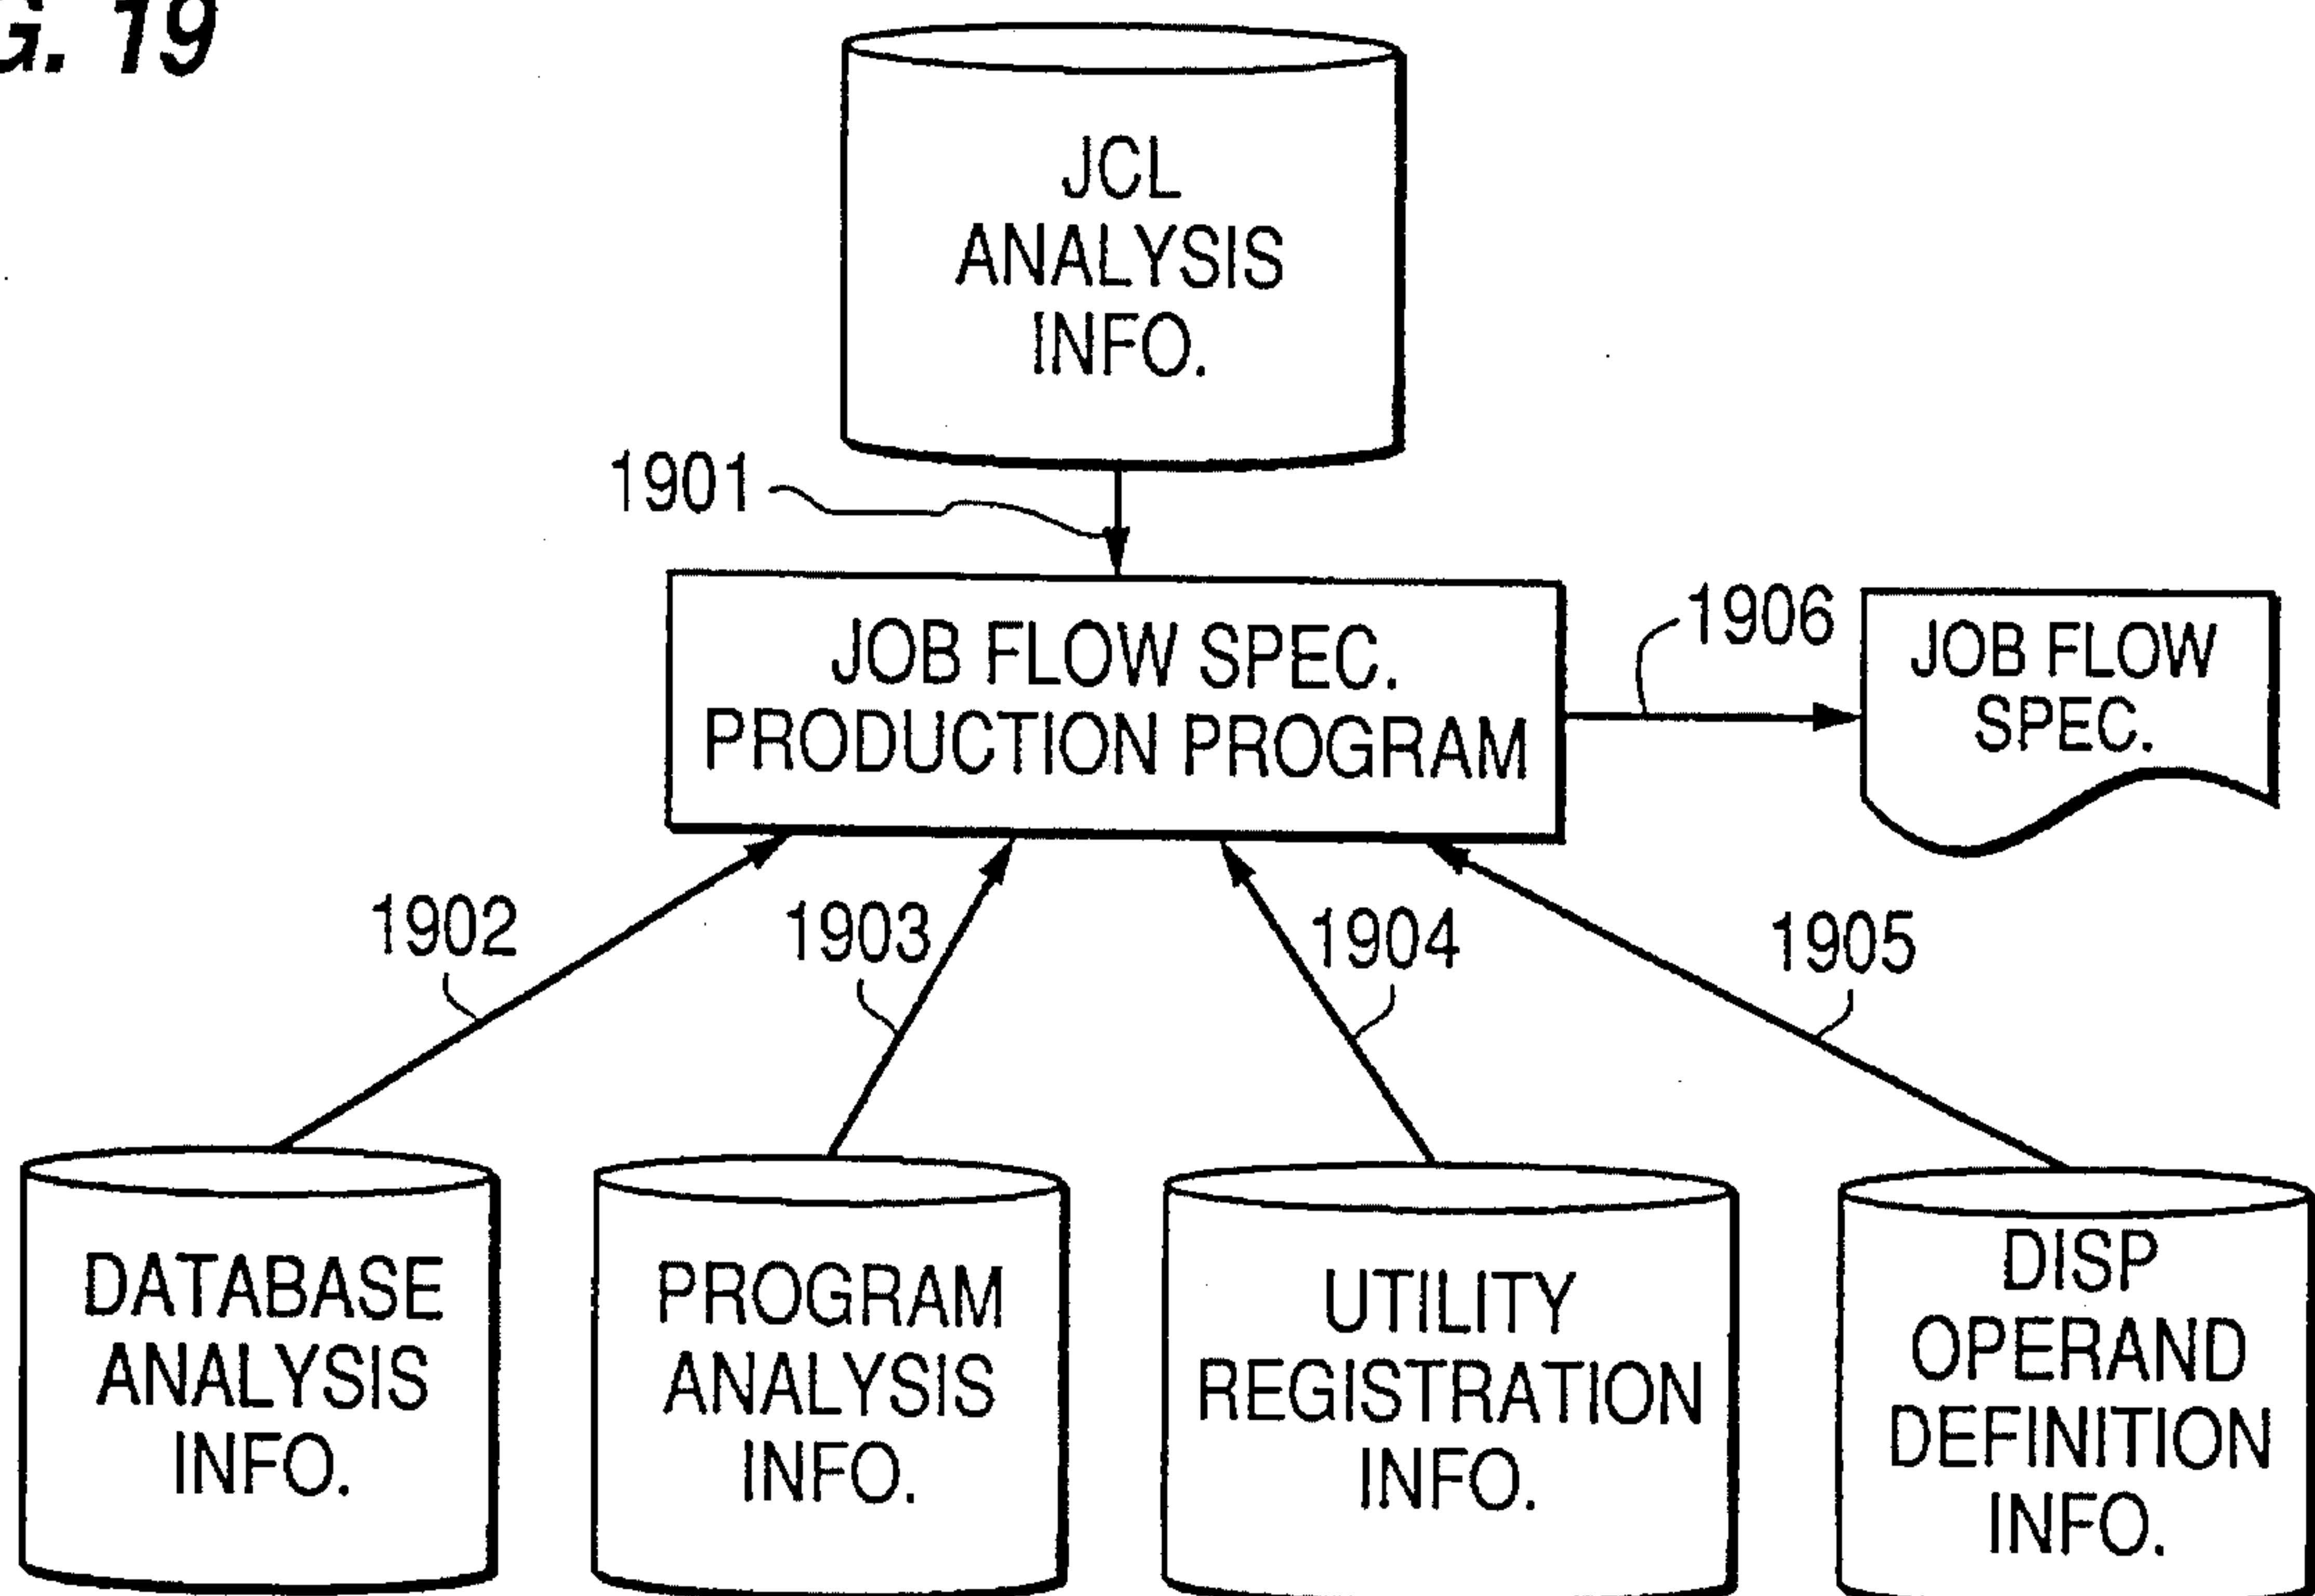 G. 19
JCL
ANALYSIS
INFO.
1901
JOB FLOW SPEC.
PRODUCTION PROGRAM
1906
JOB FLOW
SPEC.
1902
1903
1904
1905
DATABASE
ANALYSIS
INFO.
PROGRAM
ANALYSIS
INFO.
UTILITY
REGISTRATION
INFO.
DISP
OPERAND
DEFINITION
INFO.